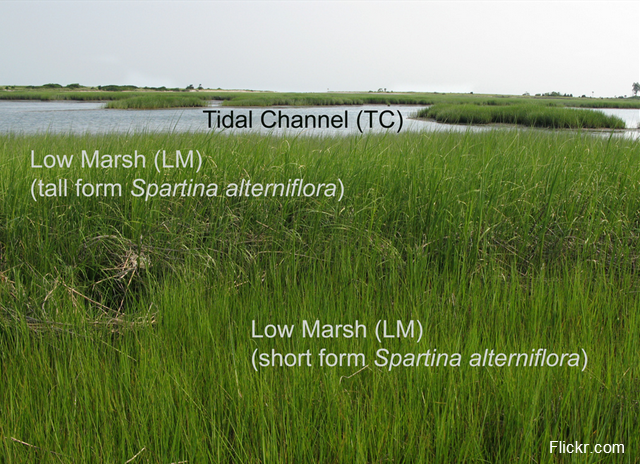 Tidal Channel (TC)
Low Marsh (LM)
(tall form Spartina alterniflora)
Low Marsh (LM)
(short form Spartina alterniflora)
Flickr.com